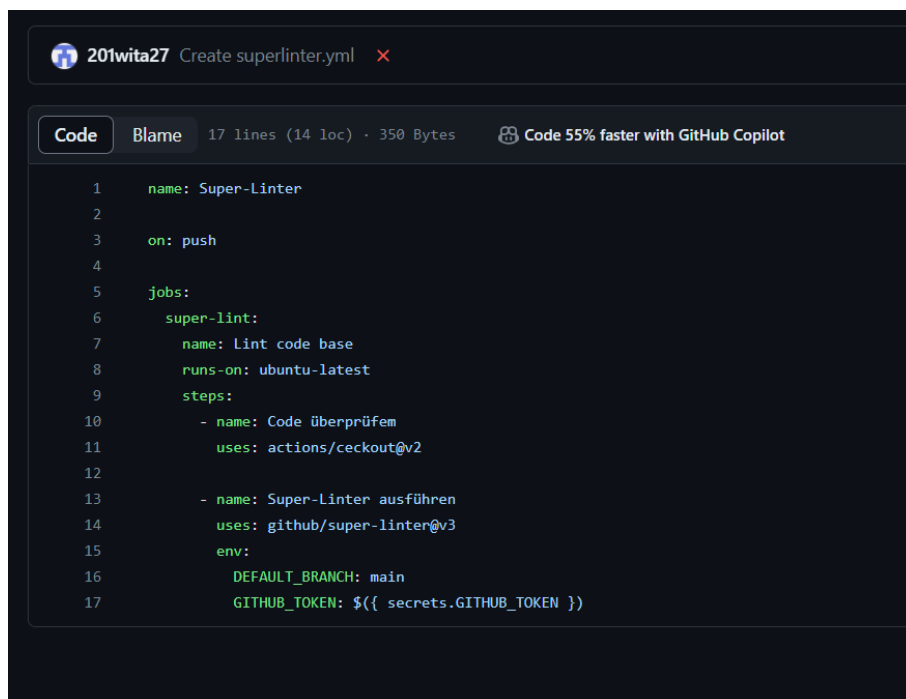 201wita27 Create superlinter.yml ×
Code Blame 17 lines (14 loc) · 350 Bytes Code 55% faster with GitHub Copilot
1 name: Super-Linter
2
3 on: push
4
5 jobs:
6 super-lint:
7 name: Lint code base
8 runs-on: ubuntu-latest
9 steps:
10 - name: Code überprüfem
11 uses: actions/ceckout@v2
12
13 - name: Super-Linter ausführen
14 uses: github/super-linter@v3
15 env:
16 DEFAULT_BRANCH: main
17 GITHUB_TOKEN: $({ secrets.GITHUB_TOKEN })